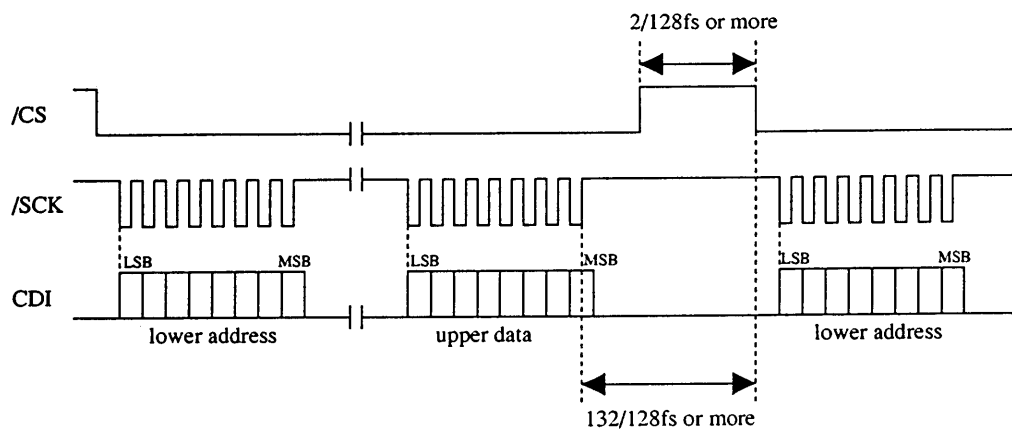 2/128fs or more
/CS
/SCK
LSB MSB LSB MSB LSB MSB
CDI
lower address upper data lower address
132/128fs or more